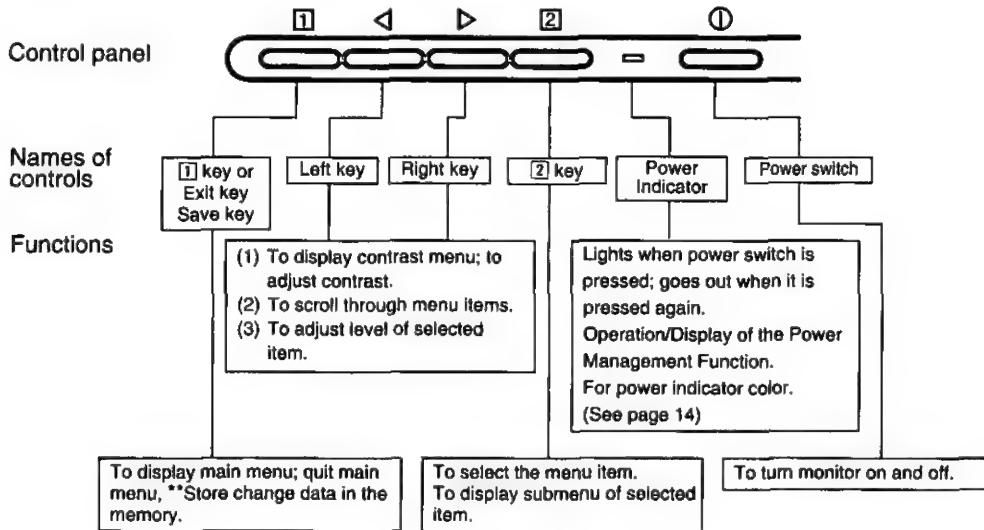 1 2
Control panel
Names of
controls
1 key or
Exit key
Save key
Left key
Right key
2 key
Power
Indicator
Power switch
Functions
(1) To display contrast menu; to
adjust contrast.
(2) To scroll through menu items.
(3) To adjust level of selected
item.
Lights when power switch is
pressed; goes out when it is
pressed again.
Operation/Display of the Power
Management Function.
For power indicator color.
(See page 14)
To display main menu; quit main
menu, **Store change data in the
memory.
To select the menu item.
To display submenu of selected
item.
To turn monitor on and off.